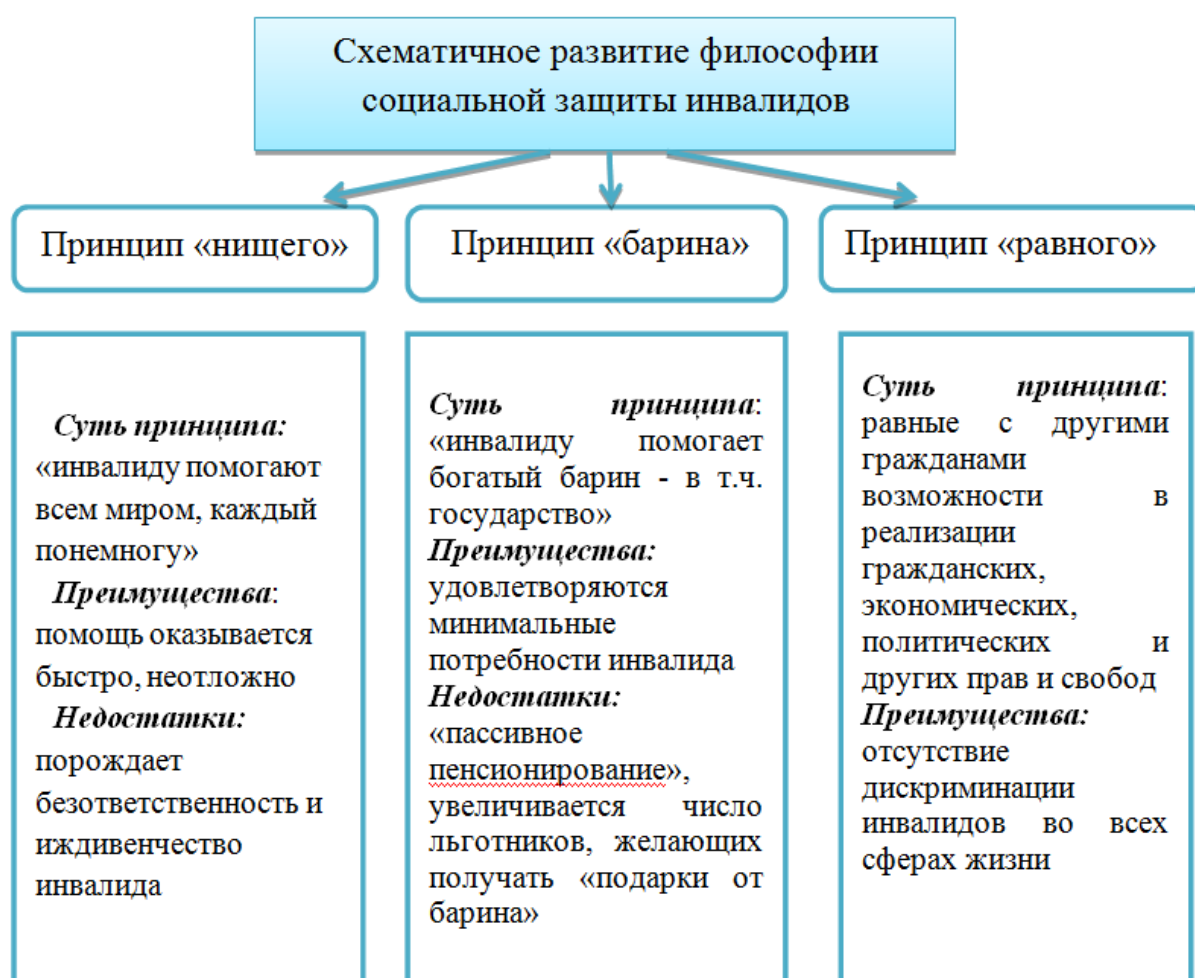 Схематичное развитие философии
социальной защиты инвалидов
Принцип «нищего»
Принцип «барина»
Принцип «равного»
Суть принципа:
«инвалиду помогают
всем миром, каждый
понемногу»
Преимущества:
помощь оказывается
быстро, неотложно
Недостатки:
порождает
безответственность и
иждивенчество
инвалида
Суть принципа:
«инвалиду помогает
богатый барин - в т.ч.
государство»
Преимущества:
удовлетворяются
минимальные
потребности инвалида
Недостатки:
«пассивное
пенсионирование»,
увеличивается число
льготников, желающих
получать «подарки от
барина»
Суть принципа:
равные с другими
гражданами
возможности в
реализации
гражданских,
экономических,
политических и
других прав и свобод
Преимущества:
отсутствие
дискриминации
инвалидов во всех
сферах жизни